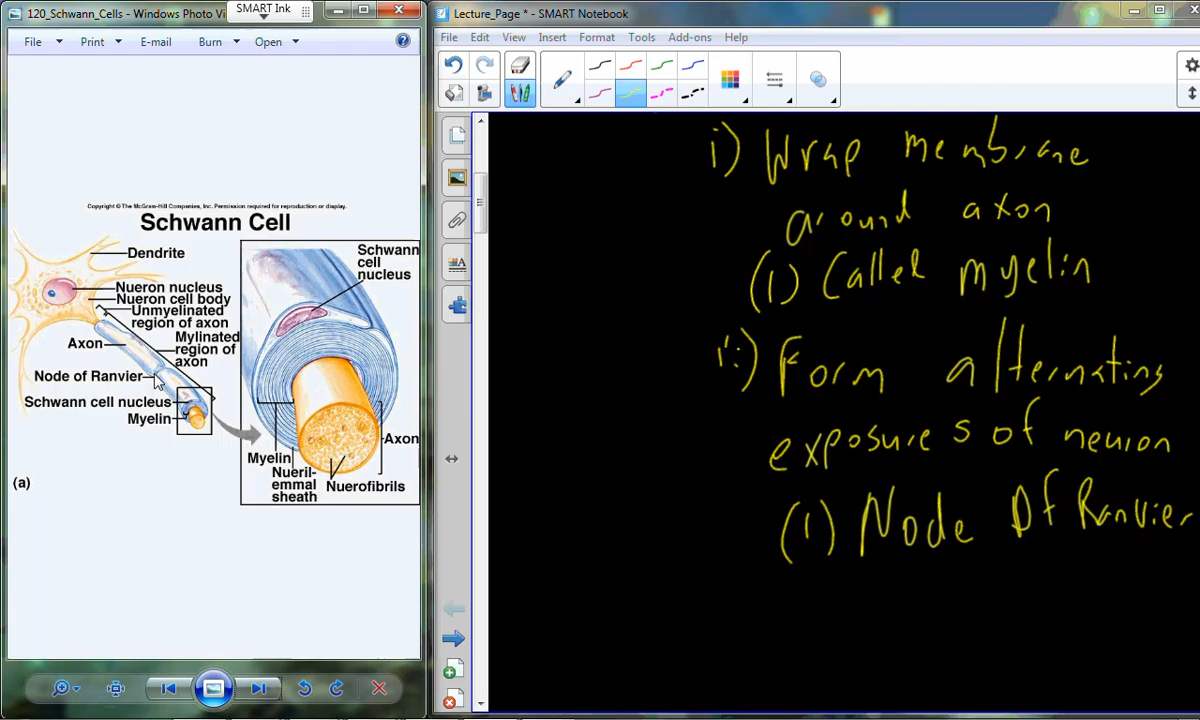 120_Schwann_Cells - Windows Photo Vi
SMART Ink
File Print E-mail Burn Open
Copyright © The McGraw-Hill Companies, Inc. Permission required for reproduction or display.
Schwann Cell
Dendrite
Nueron nucleus
Nueron cell body
Unmyelinated
region of axon
Mylinated
region of
axon
Axon
Node of Ranvier
Schwann cell nucleus
Myelin
(a)
Schwann
cell
nucleus
Axon
Myelin
Nueril-
emmal
sheath
Nuerofibrils
Lecture_Page * - SMART Notebook
File Edit View Insert Format Tools Add-ons Help
i) Wrap membrane
around axon
(1) Called myelin
ii) Form alternating
exposures of neuron
(1) Node Of Ranvier